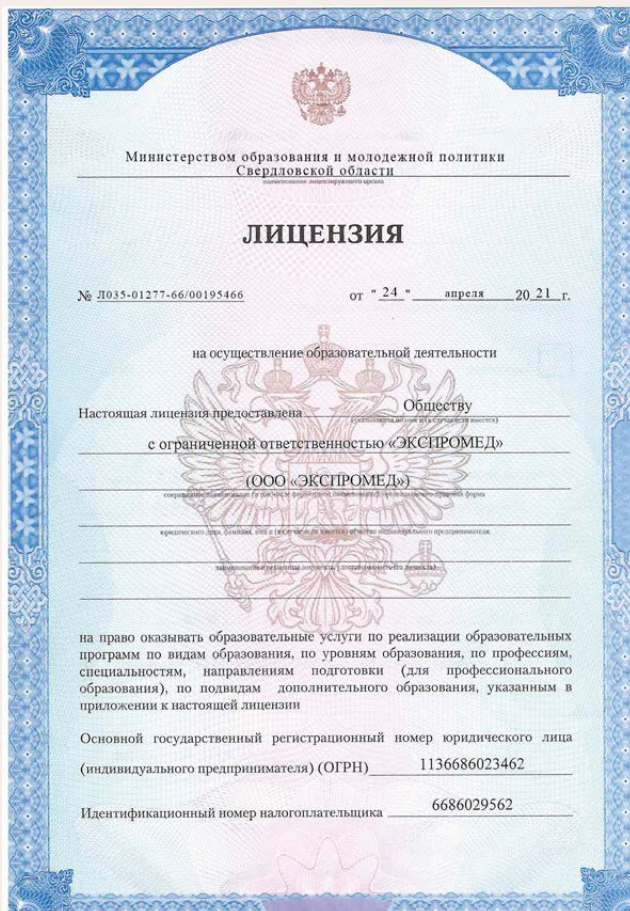 Министерством образования и молодежной политики
Свердловской области
наименование лицензирующего органа
ЛИЦЕНЗИЯ
№ Л035-01277-66/00195466 от " 24 " апреля 20 21 г.
на осуществление образовательной деятельности
Настоящая лицензия предоставлена Обществу
с ограниченной ответственностью «ЭКСПРОМЕД»
(ООО «ЭКСПРОМЕД»)
на право оказывать образовательные услуги по реализации образовательных
программ по видам образования, по уровням образования, по профессиям,
специальностям, направлениям подготовки (для профессионального
образования), по подвидам дополнительного образования, указанным в
приложении к настоящей лицензии
Основной государственный регистрационный номер юридического лица
(индивидуального предпринимателя) (ОГРН) 1136686023462
Идентификационный номер налогоплательщика 6686029562